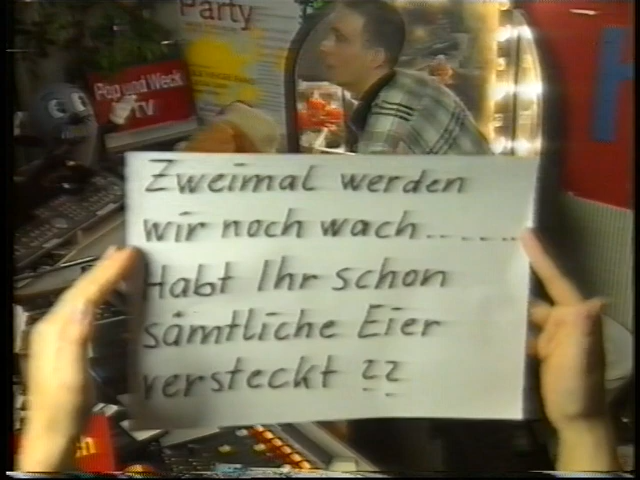 Party
Pop und Weck
TV
Zweimal werden
wir noch wach.......
Habt Ihr schon
sämtliche Eier
versteckt ??